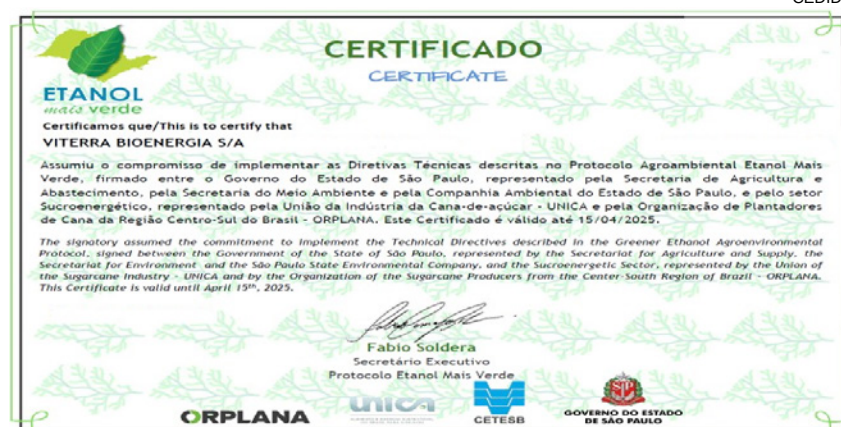 CERTIFICADO
CERTIFICATE
ETANOL
mais verde
Certificamos que/This is to certify that
VITERRA BIOENERGIA S/A
Assumiu o compromisso de implementar as Diretivas Técnicas descritas no Protocolo Agroambiental Etanol Mais
Verde, firmado entre o Governo do Estado de São Paulo, representado pela Secretaria de Agricultura e
Abastecimento, pela Secretaria do Meio Ambiente e pela Companhia Ambiental do Estado de São Paulo, e pelo setor
Sucroenergético, representado pela União da Indústria da Cana-de-açúcar - UNICA e pela Organização de Plantadores
de Cana da Região Centro-Sul do Brasil - ORPLANA. Este Certificado é válido até 15/04/2025.
The signatory assumed the commitment to implement the Technical Directives described in the Greener Ethanol Agroenvironmental
Protocol, signed between the Government of the State of São Paulo, represented by the Secretariat for Agriculture and Supply, the
Secretariat for Environment and the São Paulo State Environmental Company, and the Sucroenergetic Sector, represented by the Union of
the Sugarcane Industry - UNICA and by the Organization of the Sugarcane Producers from the Center-South Region of Brazil - ORPLANA.
This Certificate is valid until April 15th, 2025.
Fabio Soldera
Secretário Executivo
Protocolo Etanol Mais Verde
ORPLANA
unica
CETESB
GOVERNO DO ESTADO
DE SÃO PAULO